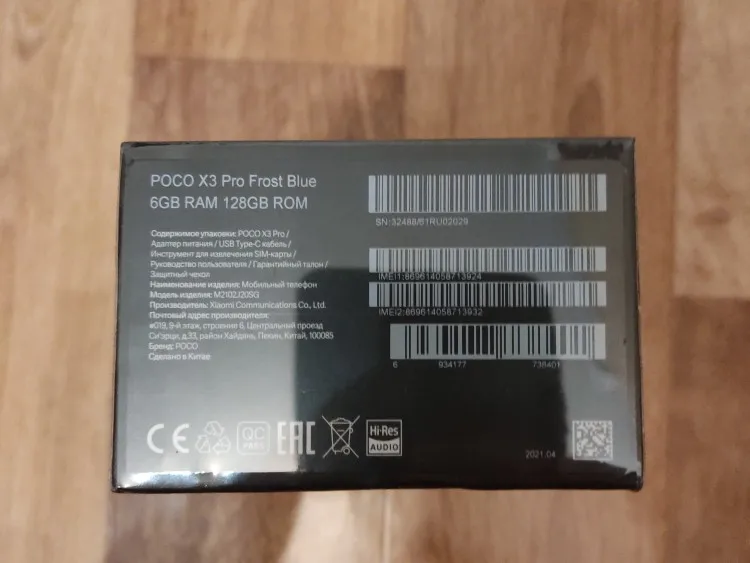 POCO X3 Pro Frost Blue
6GB RAM 128GB ROM
Содержимое упаковки: POCO X3 Pro /
Адаптер питания / USB Type-C кабель /
Инструмент для извлечения SIM-карты /
Руководство пользователя / Гарантийный талон /
Защитный чехол
Наименование изделия: Мобильный телефон
Модель изделия: M2102J20SG
Производитель: Xiaomi Communications Co., Ltd.
Почтовый адрес производителя:
#019, 9-й этаж, строение 6, Центральный проезд
Сиэрци, д.33, район Хайдянь, Пекин, Китай, 100085
Бренд: POCO
Сделано в Китае
SN:32488/61RU02029
IMEI1:869614058713924
IMEI2:869614058713932
6 934177 738401
CE
EAC
Hi-Res
AUDIO
2021.04